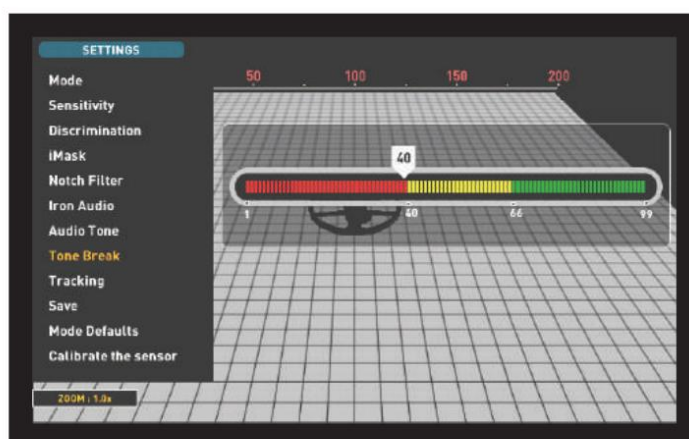 SETTINGS
Mode
Sensitivity
Discrimination
iMask
Notch Filter
Iron Audio
Audio Tone
Tone Break
Tracking
Save
Mode Defaults
Calibrate the sensor
ZOOM : 1.0x
50 100 150 200
40
1 40 66 99